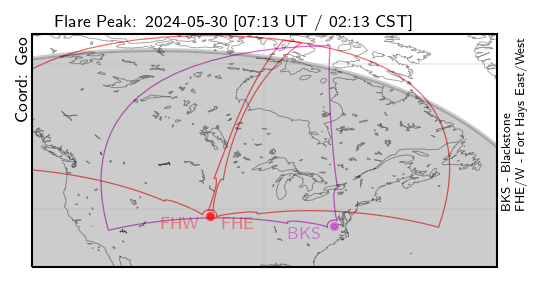 Flare Peak: 2024-05-30 [07:13 UT / 02:13 CST]
Coord: Geo
FHW
FHE
BKS
BKS - Blackstone
FHE/W - Fort Hays East/West